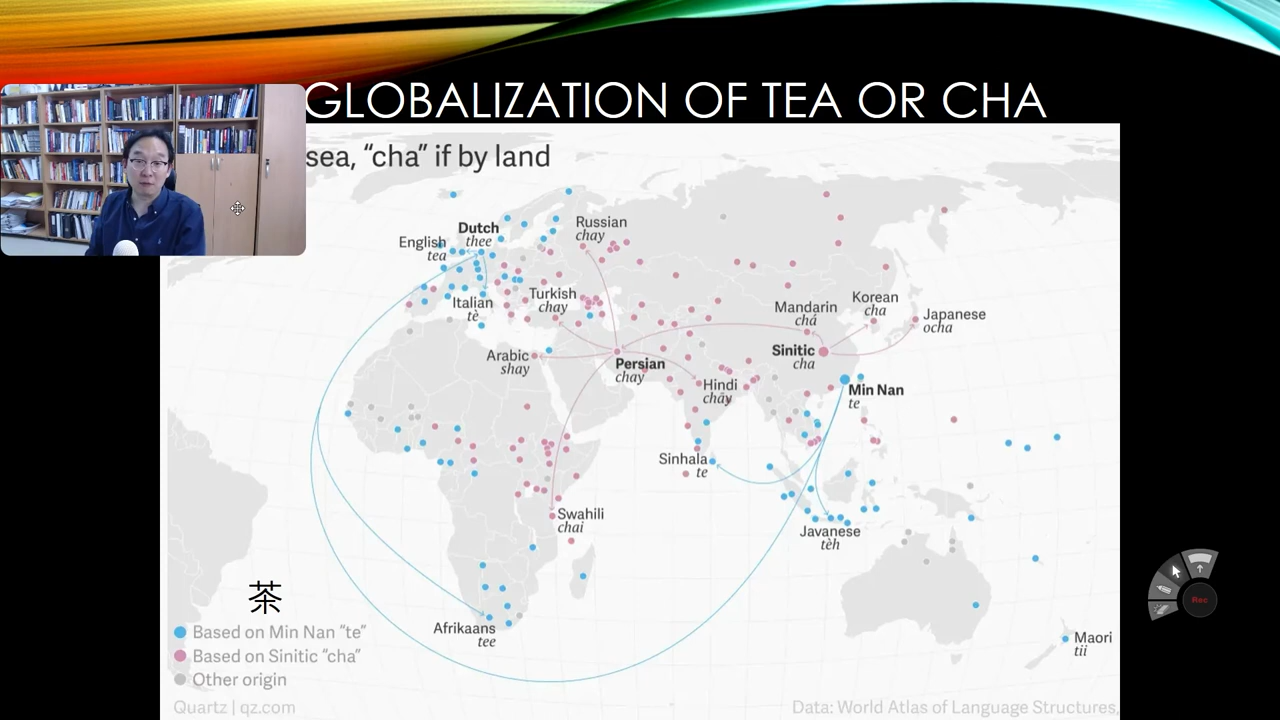 GLOBALIZATION OF TEA OR CHA
sea, “cha” if by land
Russian
chay
Dutch
thee
English
tea
Italian
tè
Turkish
chay
Mandarin
chá
Korean
cha
Japanese
ocha
Sinitic
cha
Arabic
shay
Persian
chay
Hindi
chāy
Min Nan
te
Sinhala
te
Swahili
chai
Javanese
tèh
Afrikaans
tee
Maori
tii
茶
Based on Min Nan “te”
Based on Sinitic “cha”
Other origin
Quartz | qz.com
Data: World Atlas of Language Structures,
Rec